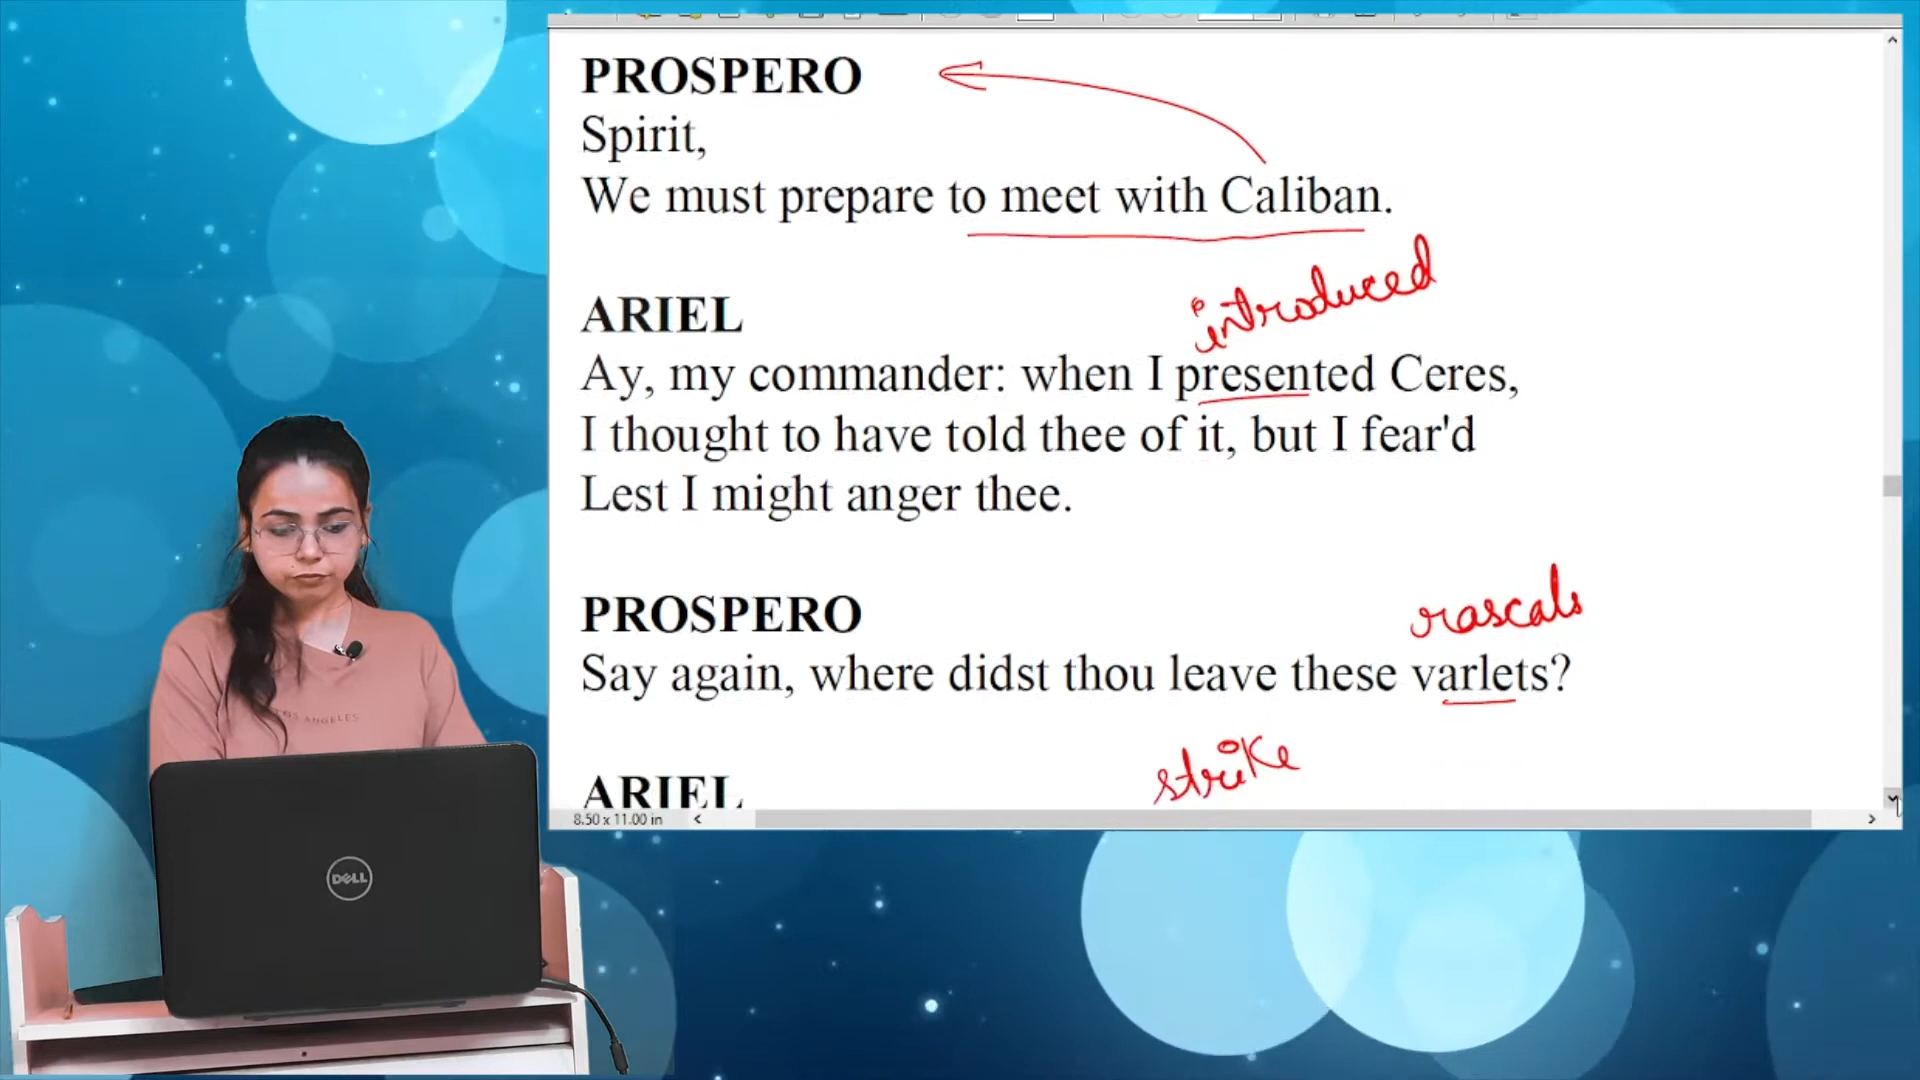 PROSPERO
Spirit,
We must prepare to meet with Caliban.
introduced
ARIEL
Ay, my commander: when I presented Ceres,
I thought to have told thee of it, but I fear'd
Lest I might anger thee.
rascals
PROSPERO
Say again, where didst thou leave these varlets?
strike
ARIEL
8.50 x 11.00 in
LOS ANGELES
DELL